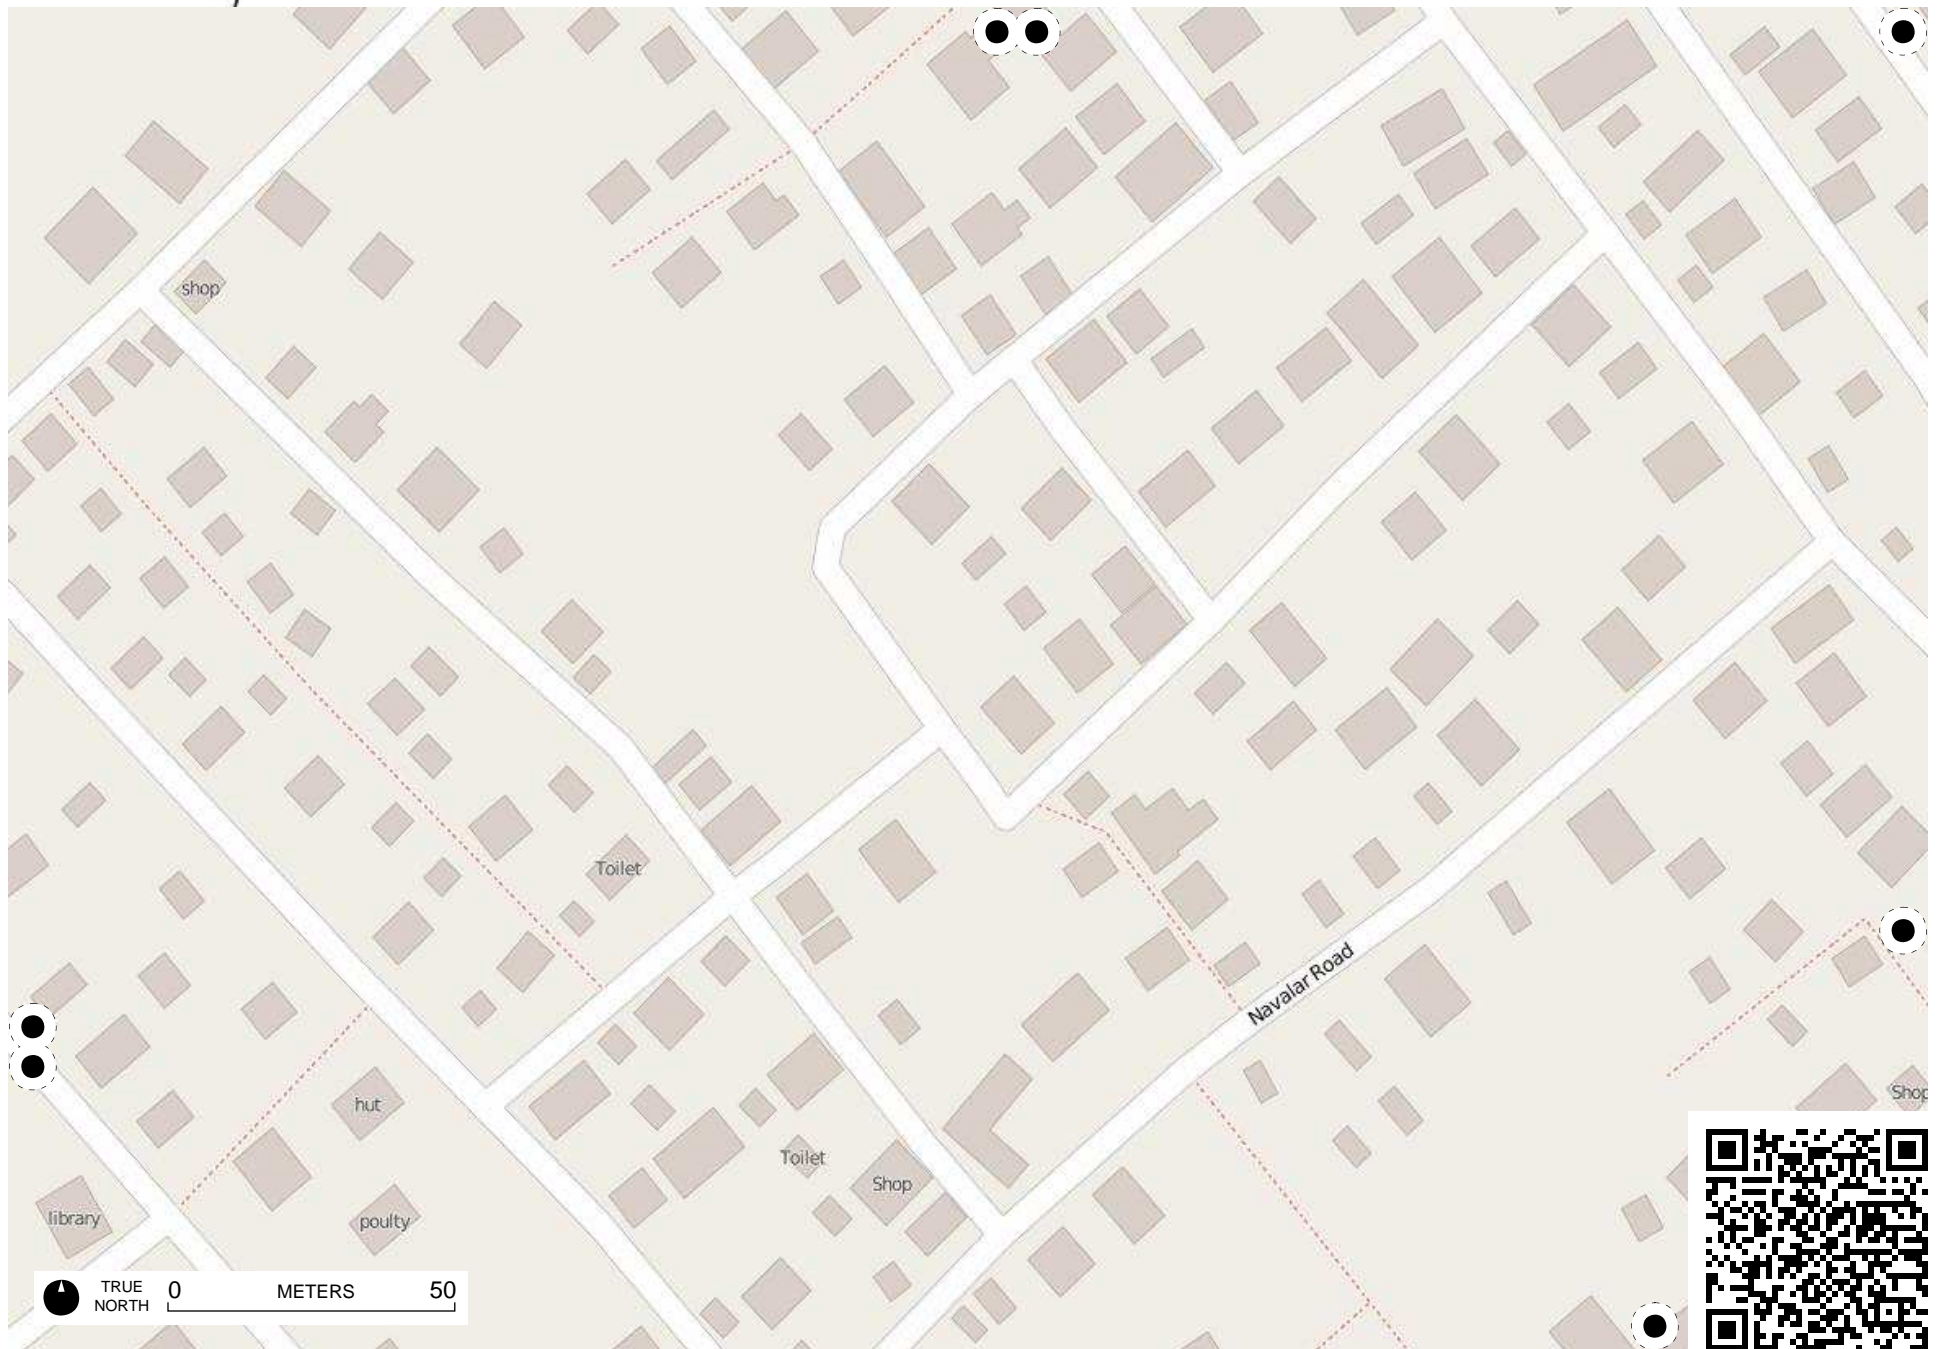 shop
Toilet
Navalar Road
hut
Shop
Toilet
Shop
library
poulty
TRUE
NORTH
0 METERS 50